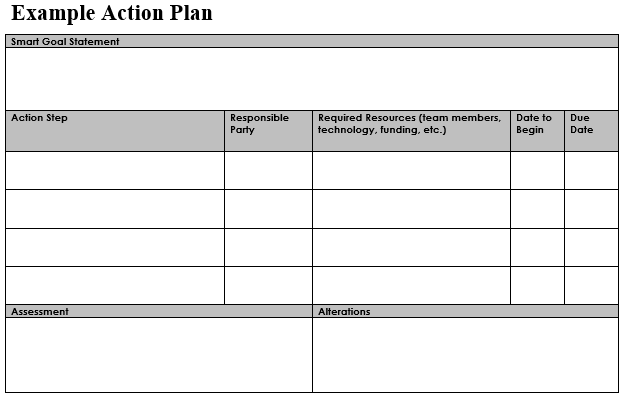 Example Action Plan
Smart Goal Statement
Action Step
Responsible
Party
Required Resources (team members,
technology, funding, etc.)
Date to
Begin
Due
Date
Assessment
Alterations